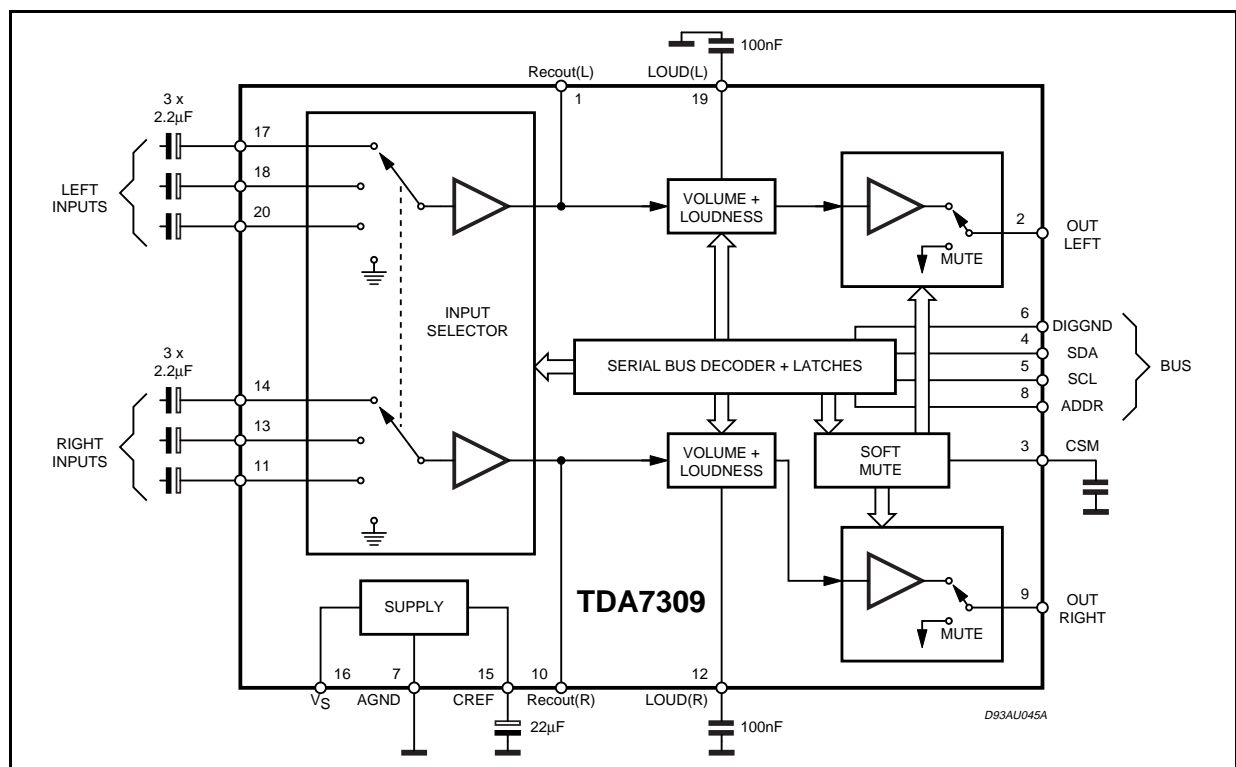 100nF
Recout(L)
LOUD(L)
1
19
3 x
2.2µF
17
18
20
LEFT
INPUTS
VOLUME +
LOUDNESS
2
OUT
LEFT
MUTE
INPUT
SELECTOR
6
DIGGND
4
SDA
5
SCL
8
ADDR
BUS
SERIAL BUS DECODER + LATCHES
3 x
2.2µF
14
13
11
RIGHT
INPUTS
VOLUME +
LOUDNESS
SOFT
MUTE
3
CSM
TDA7309
SUPPLY
9
OUT
RIGHT
MUTE
16
7
15
10
12
VS
AGND
CREF
Recout(R)
LOUD(R)
22µF
100nF
D93AU045A